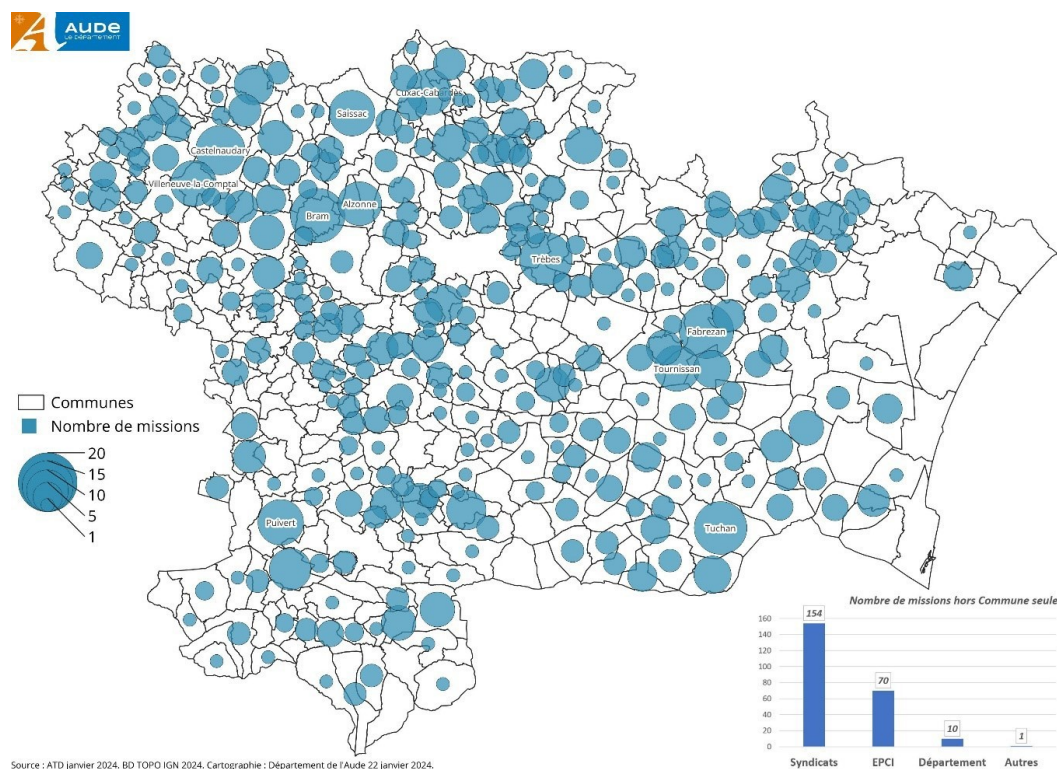 AUDE
LE DÉPARTEMENT
Cuxac-Cabardès
Saissac
Castelnaudary
Villeneuve-la-Comptal
Alzonne
Bram
Trèbes
Fabrezan
Tournissan
Communes
Nombre de missions
20
15
10
5
1
Puivert
Tuchan
Nombre de missions hors Commune seule
160
140
120
100
80
60
40
20
0
154
70
10
1
Syndicats EPCI Département Autres
Source : ATD janvier 2024, BD TOPO IGN 2024, Cartographie : Département de l'Aude 22 janvier 2024.